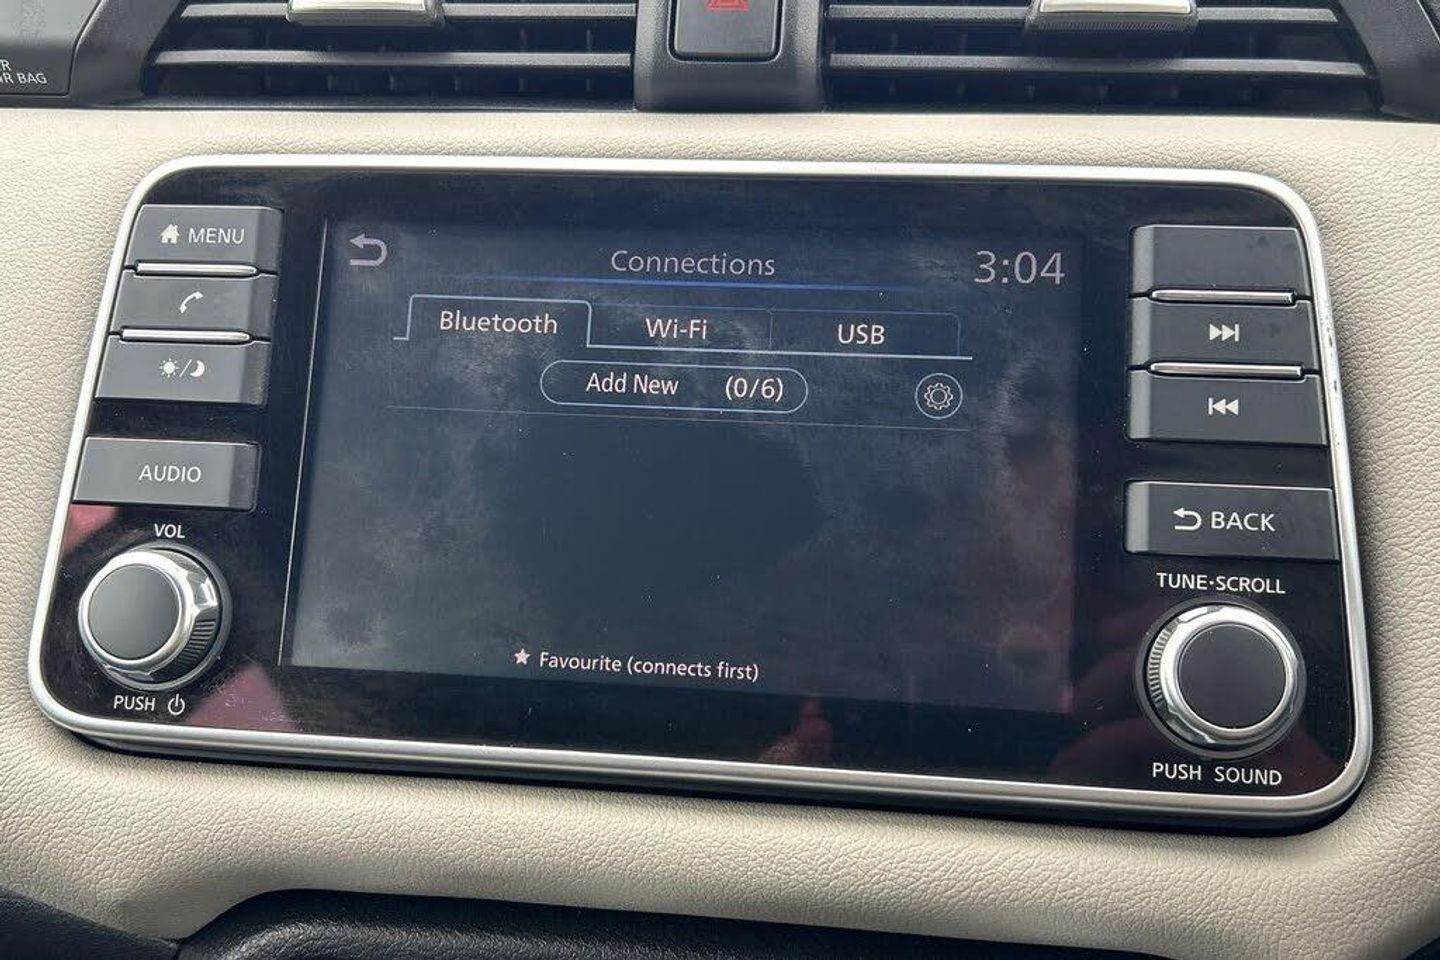 R
R BAG
MENU
AUDIO
VOL
PUSH
Connections
3:04
Bluetooth
Wi-Fi
USB
Add New (0/6)
★ Favourite (connects first)
BACK
TUNE·SCROLL
PUSH SOUND